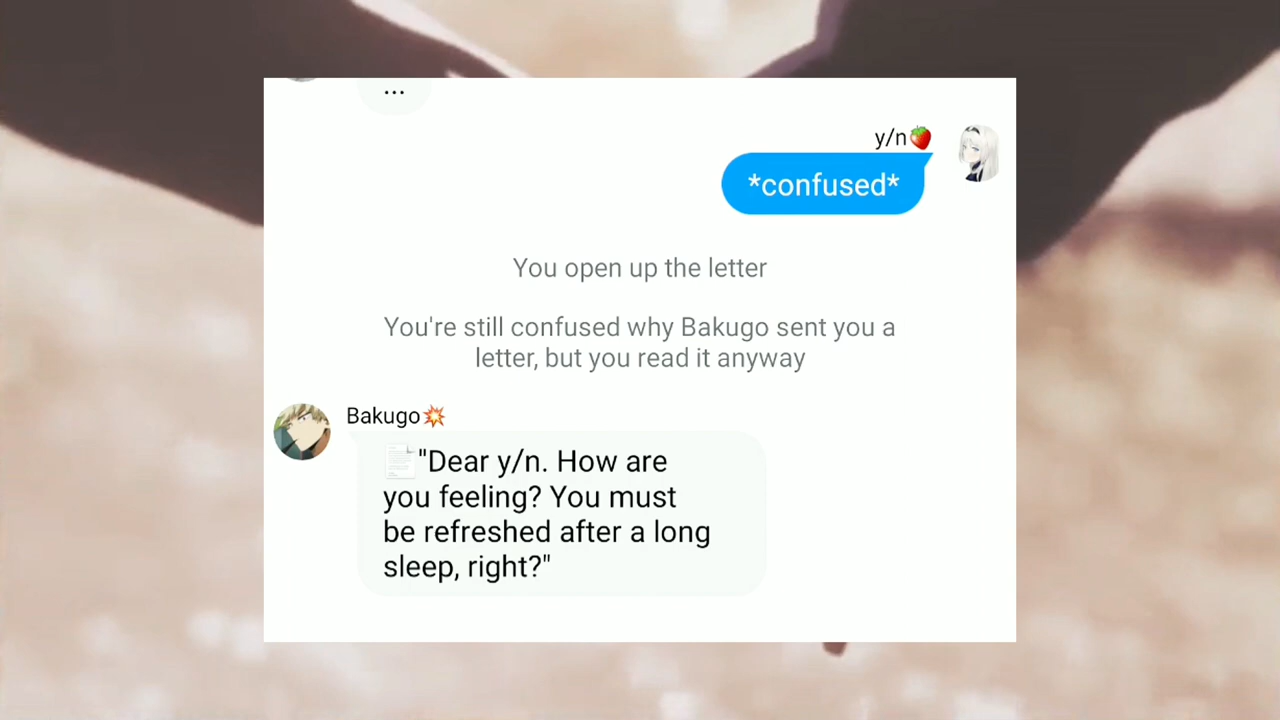 ...
y/n🍓
*confused*
You open up the letter
You're still confused why Bakugo sent you a
letter, but you read it anyway
Bakugo💥
📄"Dear y/n. How are
you feeling? You must
be refreshed after a long
sleep, right?"